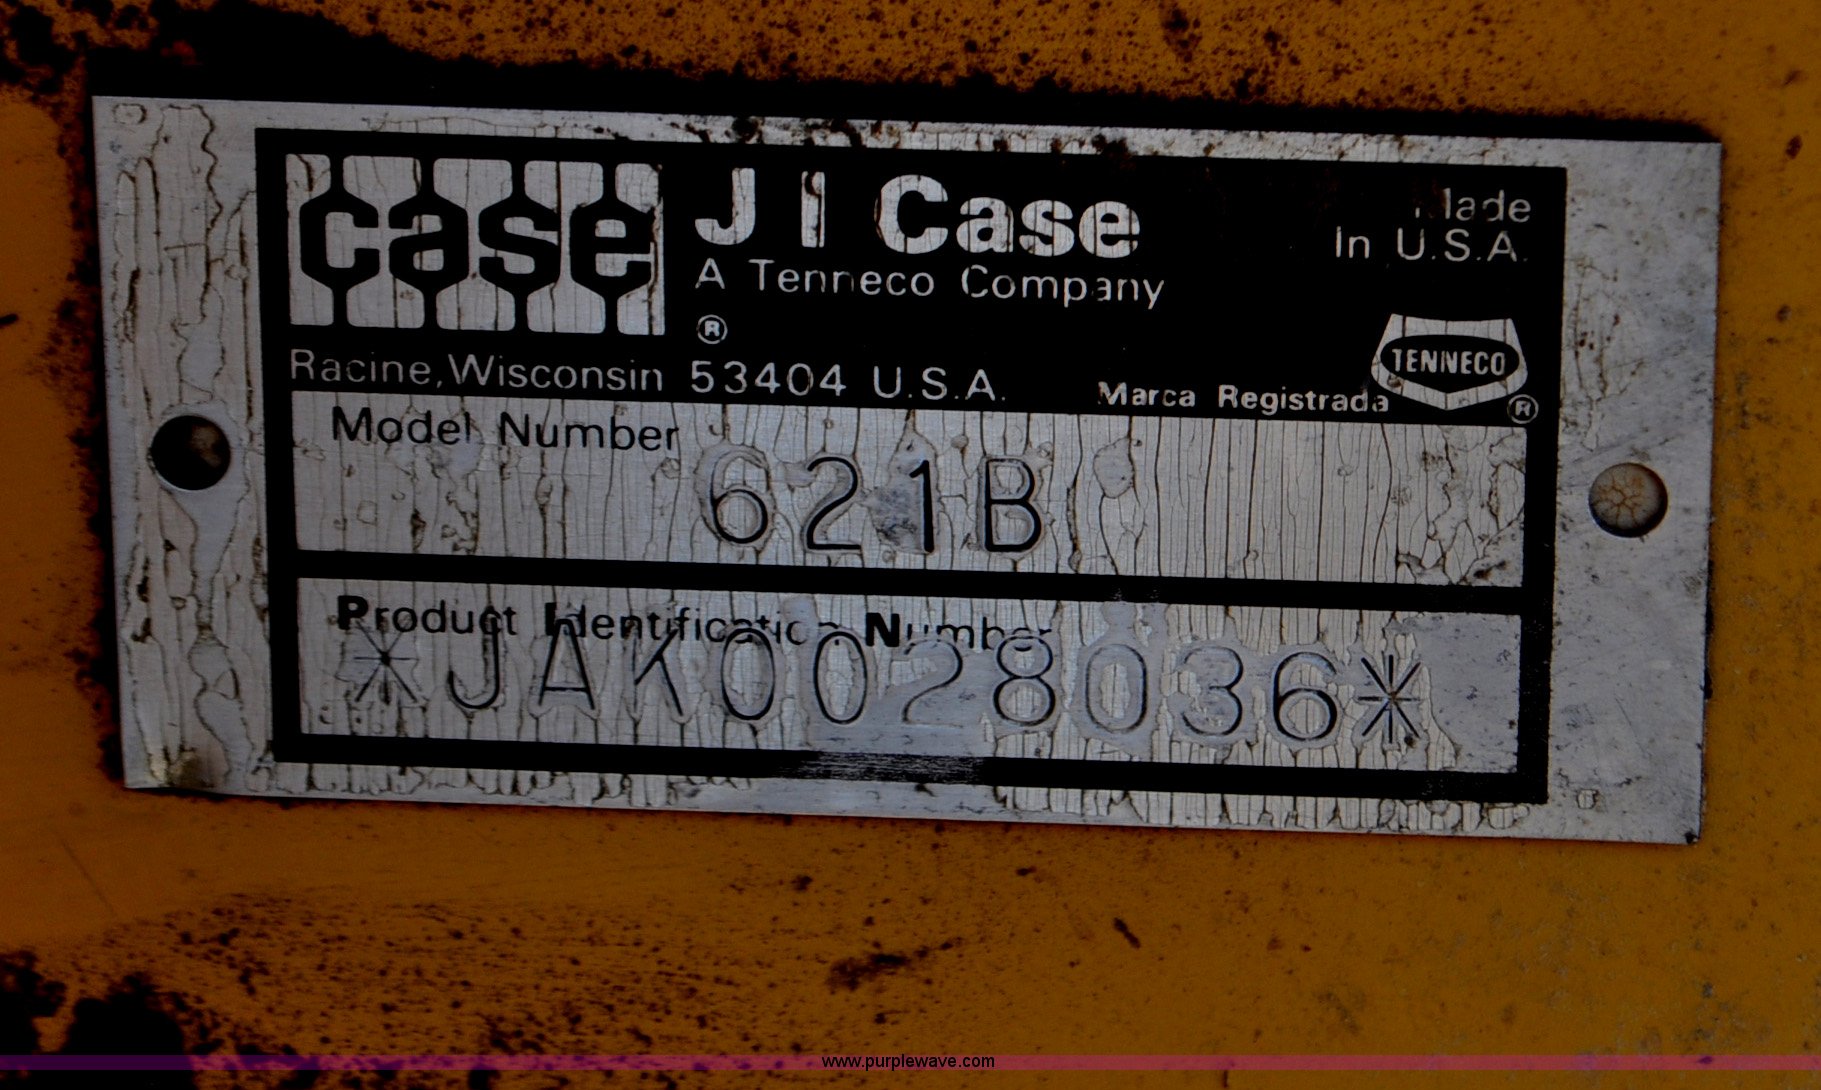 case J I Case
A Tenneco Company
®
Made
In U.S.A.
Racine, Wisconsin 53404 U.S.A.
Marca Registrada TENNECO ®
Model Number
621B
Product Identification Number
*JAK0028036*
www.purplewave.com